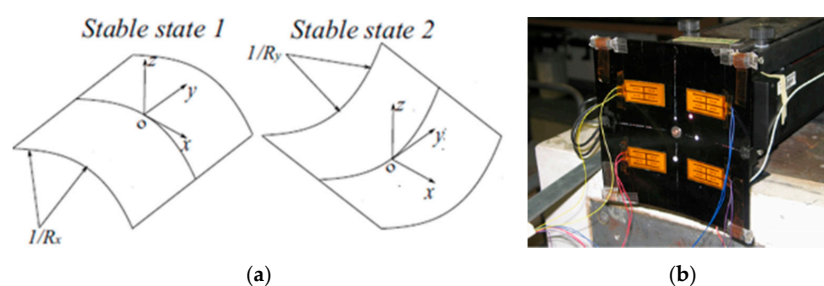 Stable state 1
Stable state 2
1/Ry
z
y
o
x
1/Rx
z
y
o
x
(a)
(b)